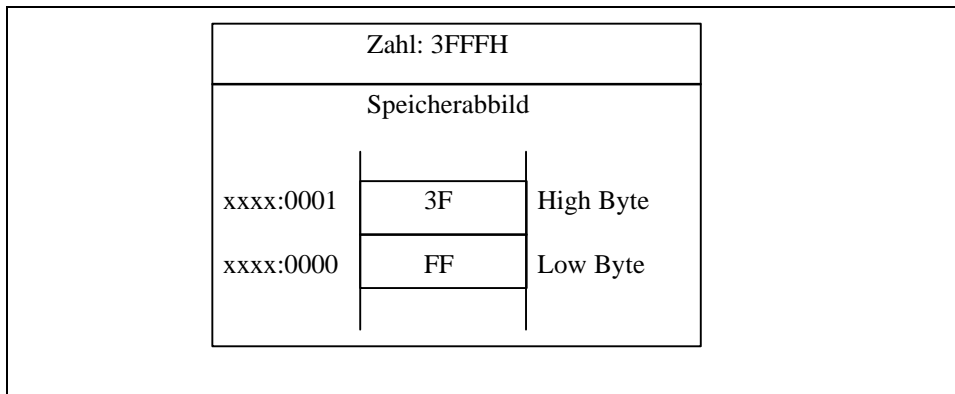 Zahl: 3FFFH
Speicherabbild
xxxx:0001 3F High Byte
xxxx:0000 FF Low Byte